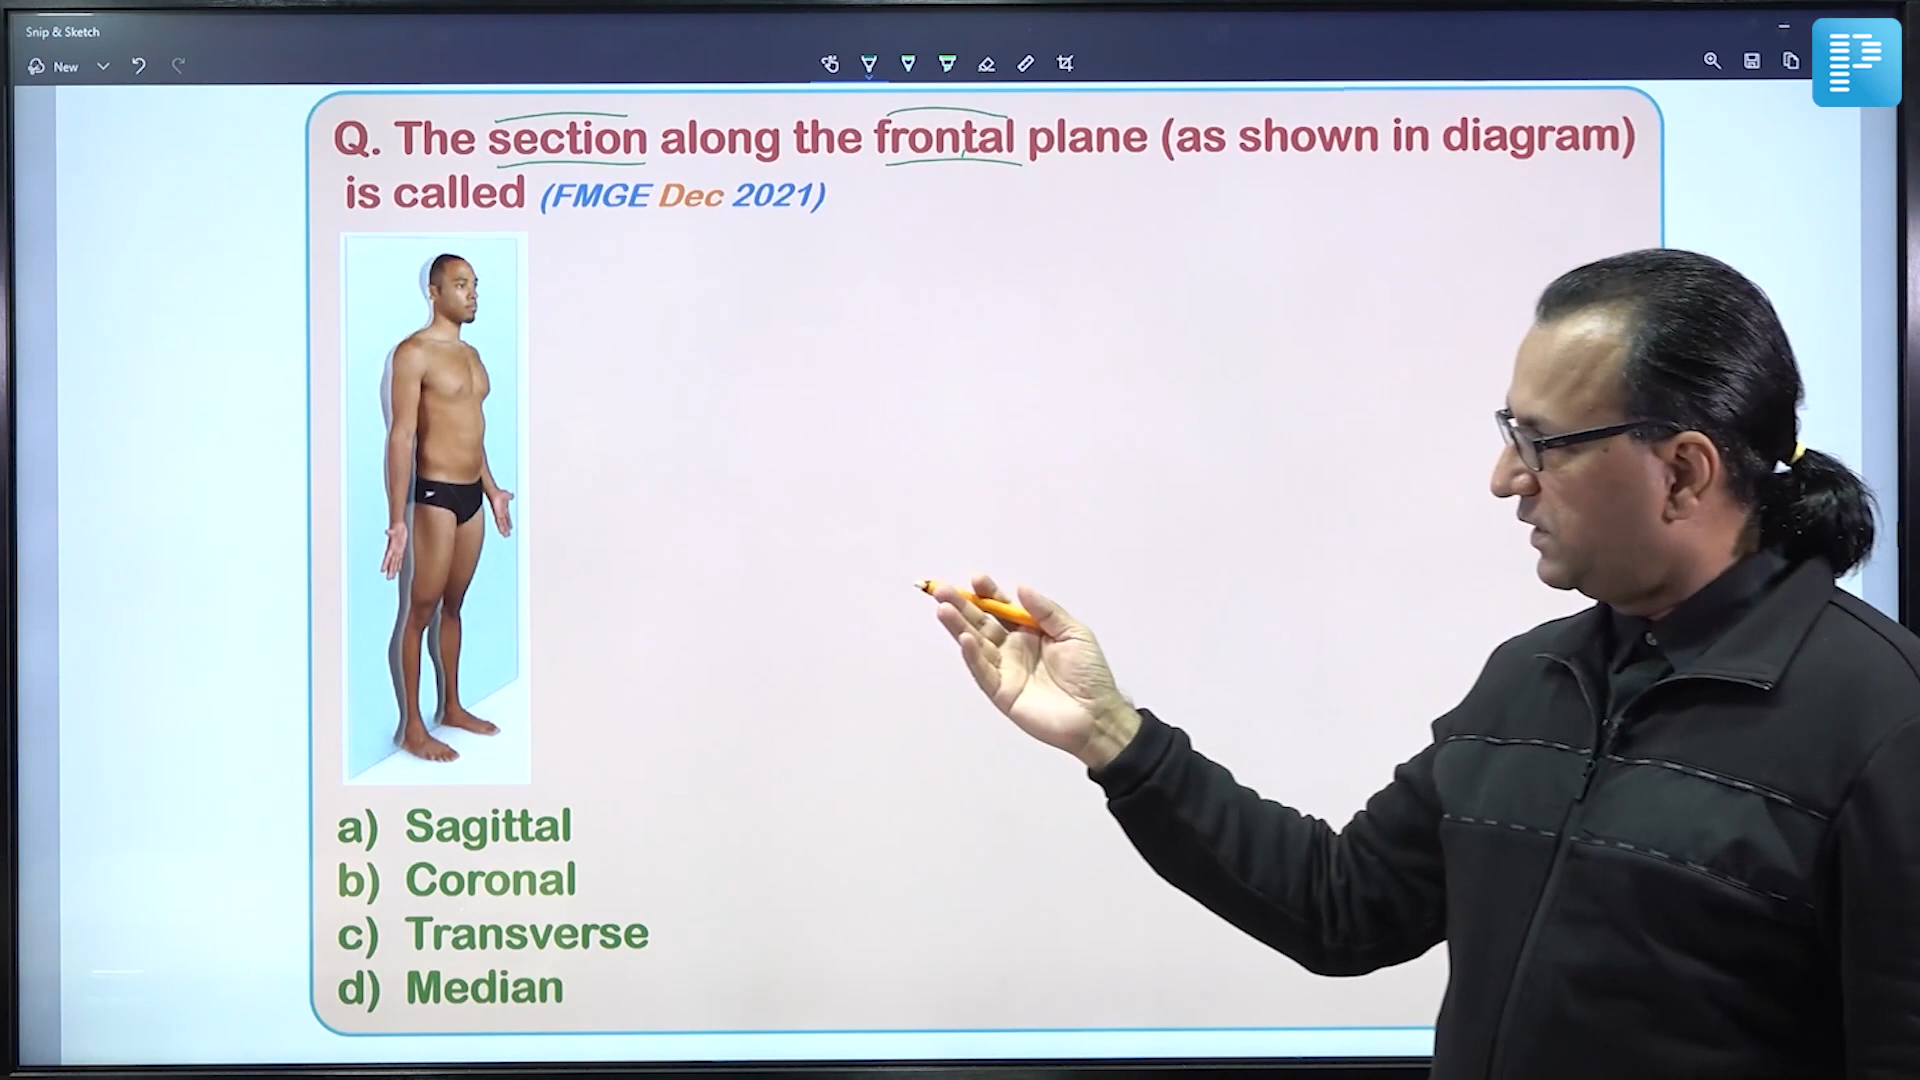 Snip & Sketch
New
Q. The section along the frontal plane (as shown in diagram)
is called (FMGE Dec 2021)
a) Sagittal
b) Coronal
c) Transverse
d) Median